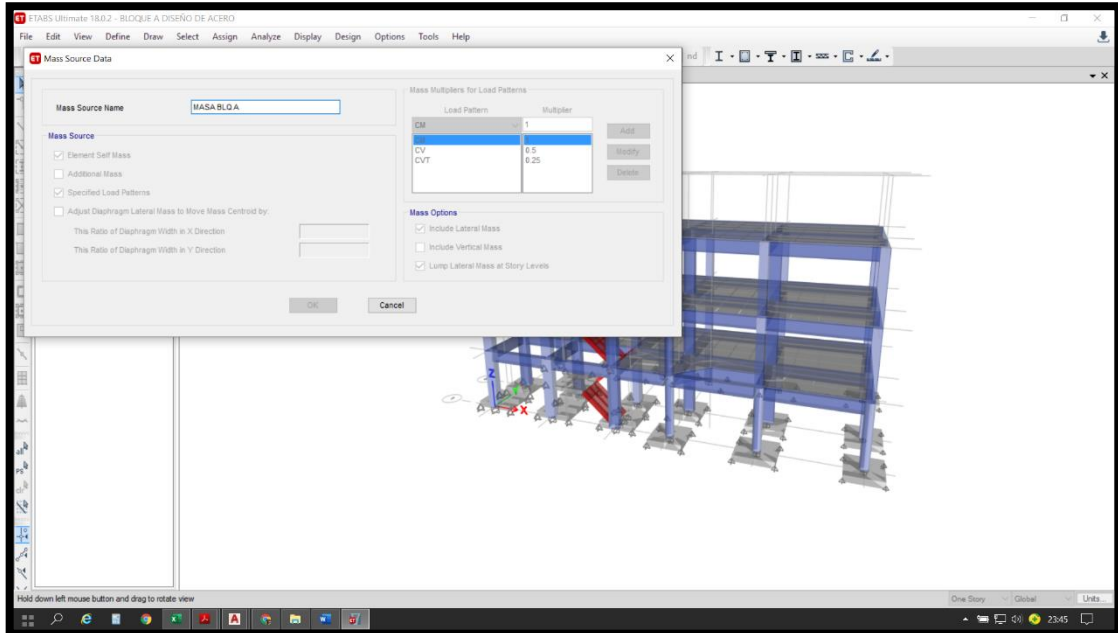 ETABS Ultimate 18.0.2 - BLOQUE A DISEÑO DE ACERO
File Edit View Define Draw Select Assign Analyze Display Design Options Tools Help
Mass Source Data
nd
Mass Source Name MASA BLQ A
Mass Source
Element Self Mass
Additional Mass
Specified Load Patterns
Adjust Diaphragm Lateral Mass to Move Mass Centroid by:
This Ratio of Diaphragm Width in X Direction
This Ratio of Diaphragm Width in Y Direction
Mass Multipliers for Load Patterns
Load Pattern Multiplier
CM 1
CV 0.5
CVT 0.25
Add
Modify
Delete
Mass Options
Include Lateral Mass
Include Vertical Mass
Lump Lateral Mass at Story Levels
OK Cancel
Z
Y
X
Hold down left mouse button and drag to rotate view
One Story Global Units...
23:45